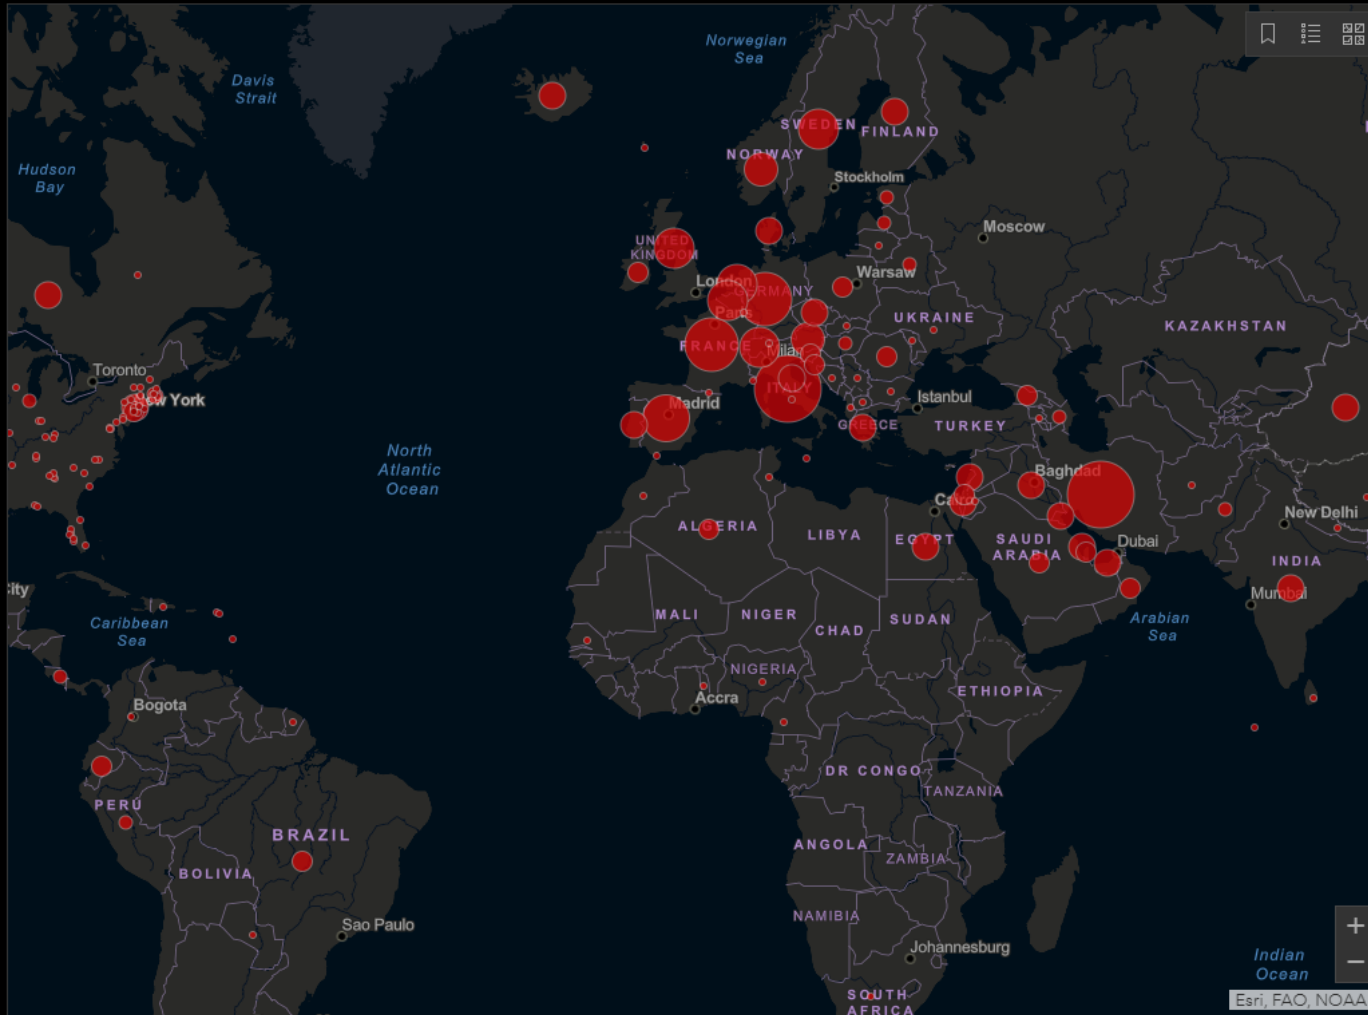 Norwegian
Sea
Davis
Strait
SWEDEN
FINLAND
NORWAY
Hudson
Bay
Stockholm
Moscow
UNITED
KINGDOM
Warsaw
London
GERMANY
Paris
UKRAINE
KAZAKHSTAN
FRANCE
Milan
Toronto
ITALY
New York
Madrid
Istanbul
GREECE
TURKEY
North
Atlantic
Ocean
Baghdad
Cairo
New Delhi
ALGERIA
LIBYA
EGYPT
SAUDI
ARABIA
Dubai
INDIA
City
Mumbai
Caribbean
Sea
MALI
NIGER
CHAD
SUDAN
Arabian
Sea
NIGERIA
ETHIOPIA
Bogota
Accra
DR CONGO
TANZANIA
PERU
BRAZIL
ANGOLA
ZAMBIA
BOLIVIA
NAMIBIA
Sao Paulo
Johannesburg
Indian
Ocean
SOUTH
AFRICA
Esri, FAO, NOAA